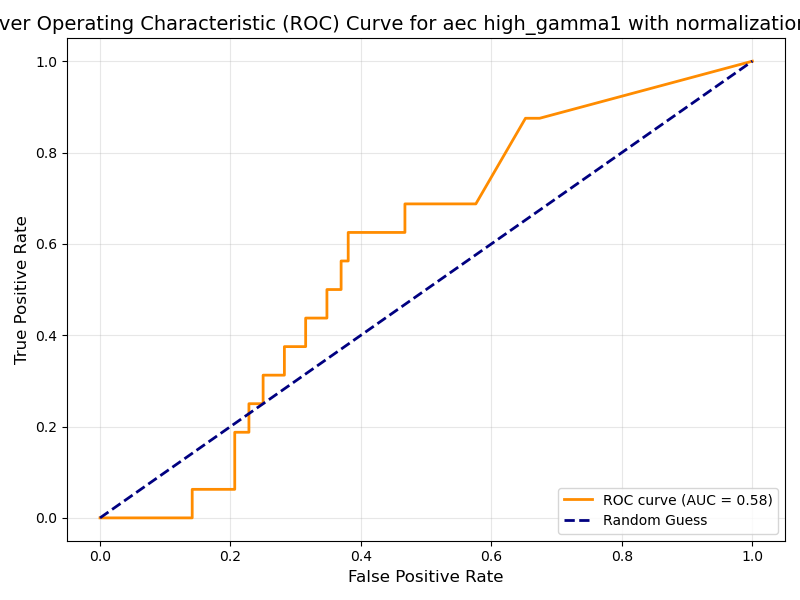 ver Operating Characteristic (ROC) Curve for aec high_gamma1 with normalization
1.0
0.8
0.6
0.4
0.2
0.0
True Positive Rate
0.0 0.2 0.4 0.6 0.8 1.0
False Positive Rate
ROC curve (AUC = 0.58)
Random Guess